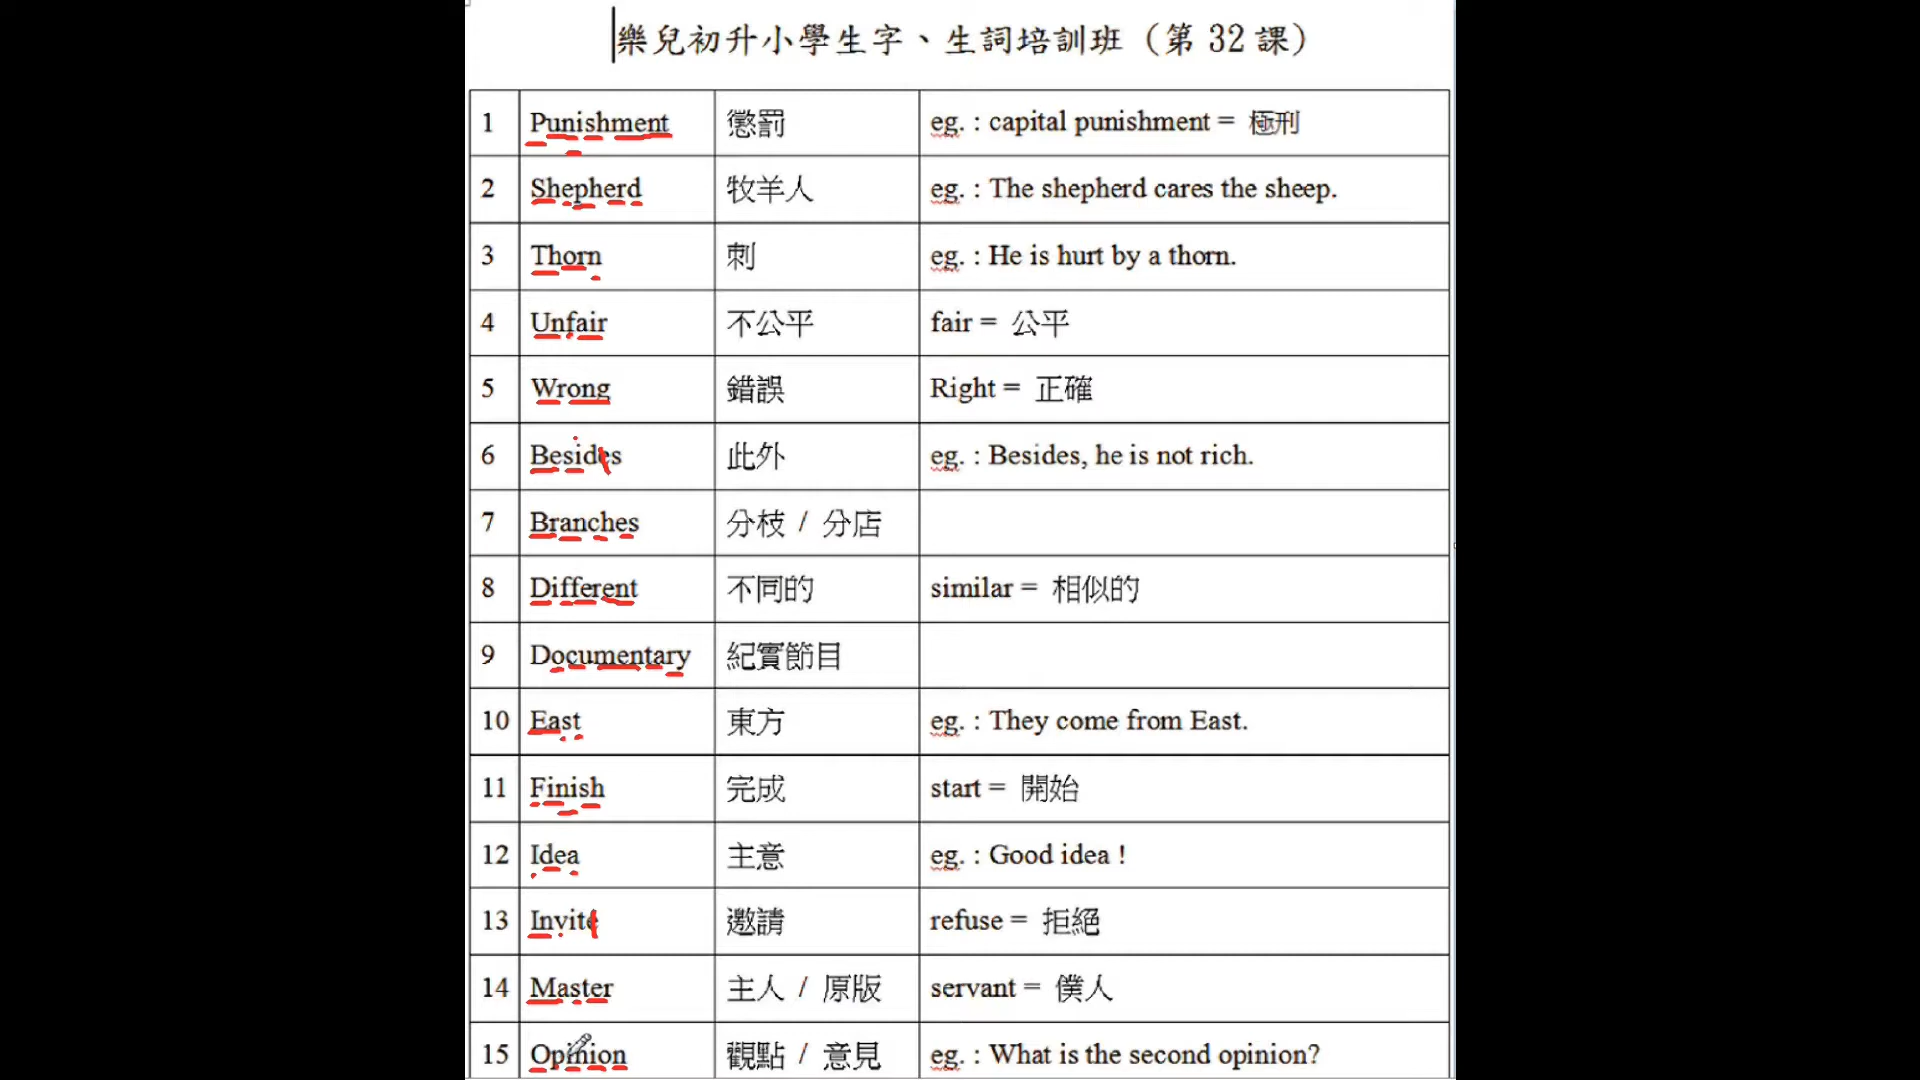 樂兒初升小學生字、生詞培訓班（第 32 課）
1 Punishment 懲罰 eg. : capital punishment = 極刑
2 Shepherd 牧羊人 eg. : The shepherd cares the sheep.
3 Thorn 刺 eg. : He is hurt by a thorn.
4 Unfair 不公平 fair = 公平
5 Wrong 錯誤 Right = 正確
6 Besides 此外 eg. : Besides, he is not rich.
7 Branches 分枝 / 分店
8 Different 不同的 similar = 相似的
9 Documentary 紀實節目
10 East 東方 eg. : They come from East.
11 Finish 完成 start = 開始
12 Idea 主意 eg. : Good idea !
13 Invite 邀請 refuse = 拒絕
14 Master 主人 / 原版 servant = 僕人
15 Opinion 觀點 / 意見 eg. : What is the second opinion?